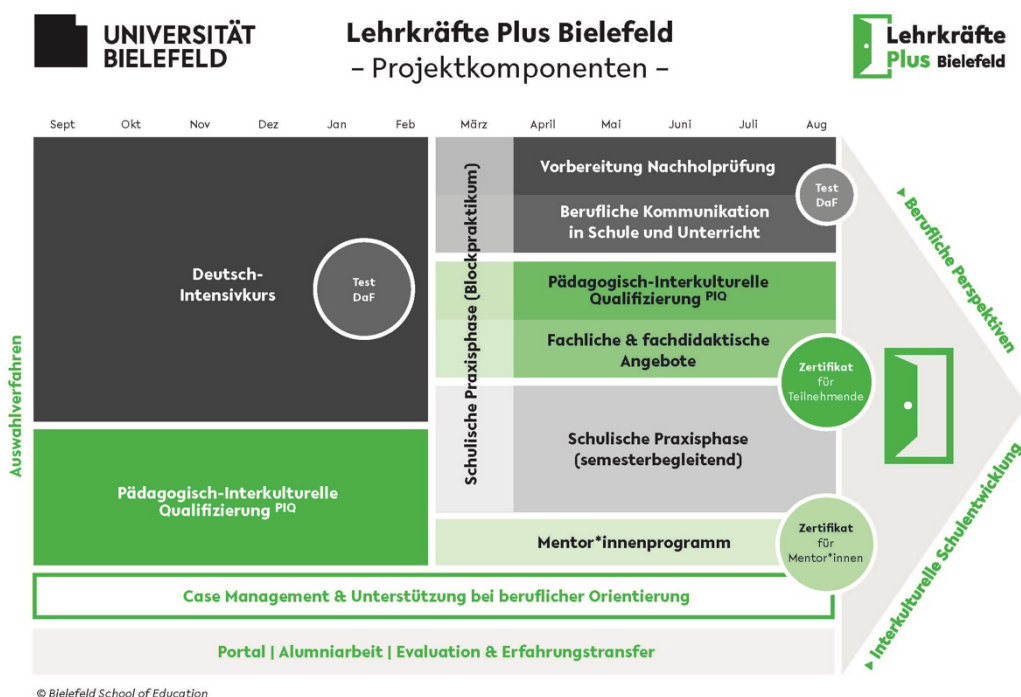 UNIVERSITÄT
BIELEFELD
Lehrkräfte Plus Bielefeld
– Projektkomponenten –
Lehrkräfte
Plus Bielefeld
Sept Okt Nov Dez Jan Feb März April Mai Juni Juli Aug
Auswahlverfahren
Deutsch-
Intensivkurs
Test
DaF
Pädagogisch-Interkulturelle
Qualifizierung PIQ
Schulische Praxisphase (Blockpraktikum)
Vorbereitung Nachholprüfung
Berufliche Kommunikation
in Schule und Unterricht
Test
DaF
Pädagogisch-Interkulturelle
Qualifizierung PIQ
Fachliche & fachdidaktische
Angebote
Zertifikat
für
Teilnehmende
Schulische Praxisphase
(semesterbegleitend)
Mentor*innenprogramm
Zertifikat
für
Mentor*innen
Case Management & Unterstützung bei beruflicher Orientierung
Portal | Alumniarbeit | Evaluation & Erfahrungstransfer
▸ Berufliche Perspektiven
▸ Interkulturelle Schulentwicklung
© Bielefeld School of Education